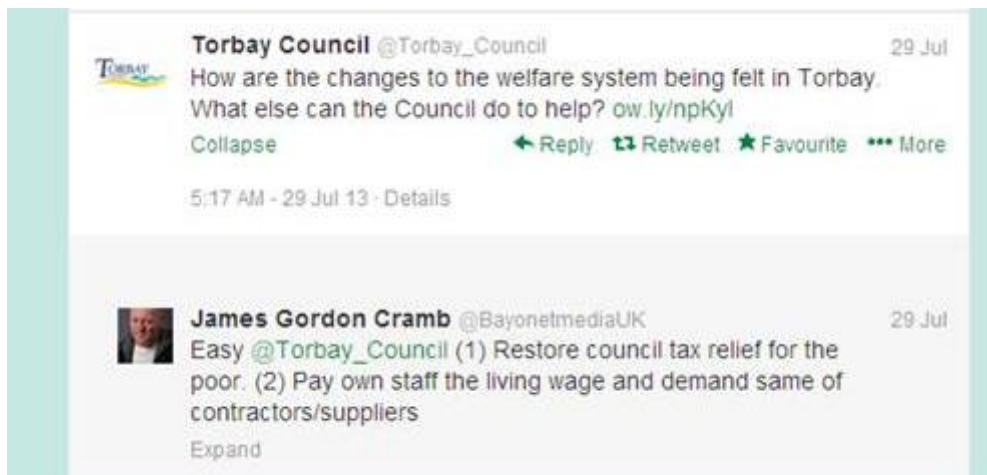 Torbay Council @Torbay_Council 29 Jul
TORBAY
How are the changes to the welfare system being felt in Torbay.
What else can the Council do to help? ow.ly/npKyl
Collapse Reply Retweet Favourite More
5:17 AM - 29 Jul 13 · Details
James Gordon Cramb @BayonetmediaUK 29 Jul
Easy @Torbay_Council (1) Restore council tax relief for the
poor. (2) Pay own staff the living wage and demand same of
contractors/suppliers
Expand